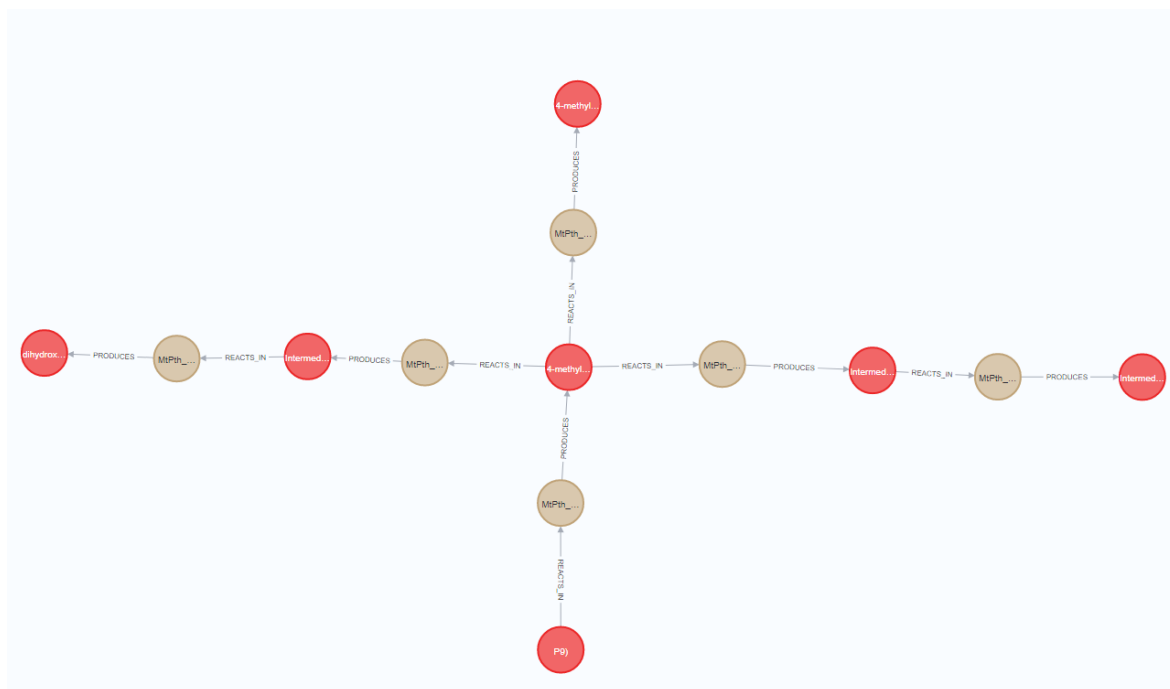 4-methyl...
PRODUCES
MtPth_...
REACTS_IN
dihydrox...
PRODUCES
MtPth_...
REACTS_IN
Intermed...
PRODUCES
MtPth_...
REACTS_IN
4-methyl...
REACTS_IN
MtPth_...
PRODUCES
Intermed...
REACTS_IN
MtPth_...
PRODUCES
Intermed...
PRODUCES
MtPth_...
REACTS_IN
P9)